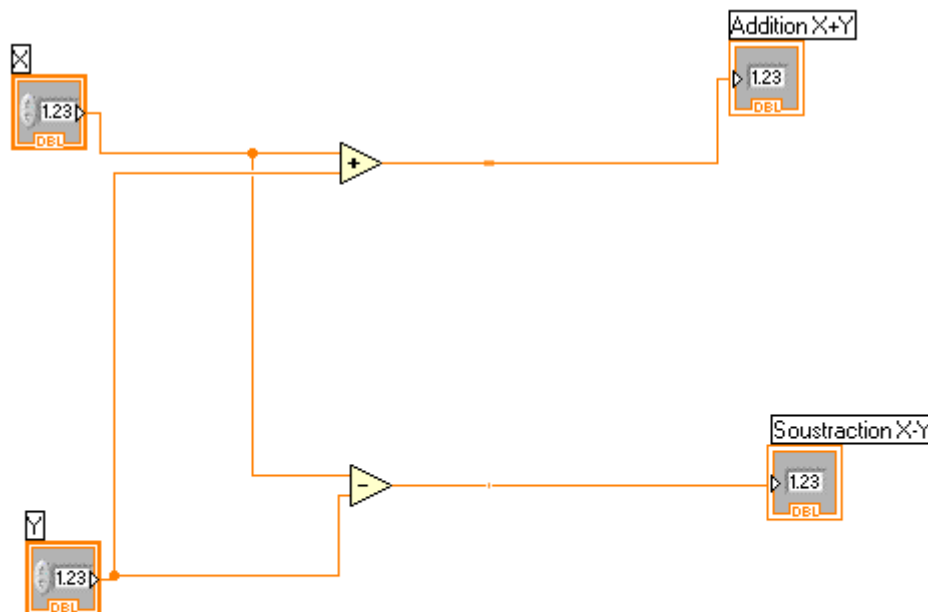 Addition X+Y
X
1.23
DBL
1.23
DBL
+
Soustraction X-Y
-
1.23
DBL
Y
1.23
DBL